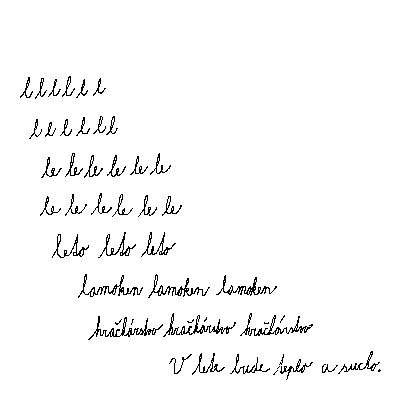 l l l l l l
l l l l l l
le le le le le le
le le le le le le
leto leto leto
lamoken lamoken lamoken
hračkárstvo hračkárstvo hračkárstvo
V lete bude teplo a sucho.